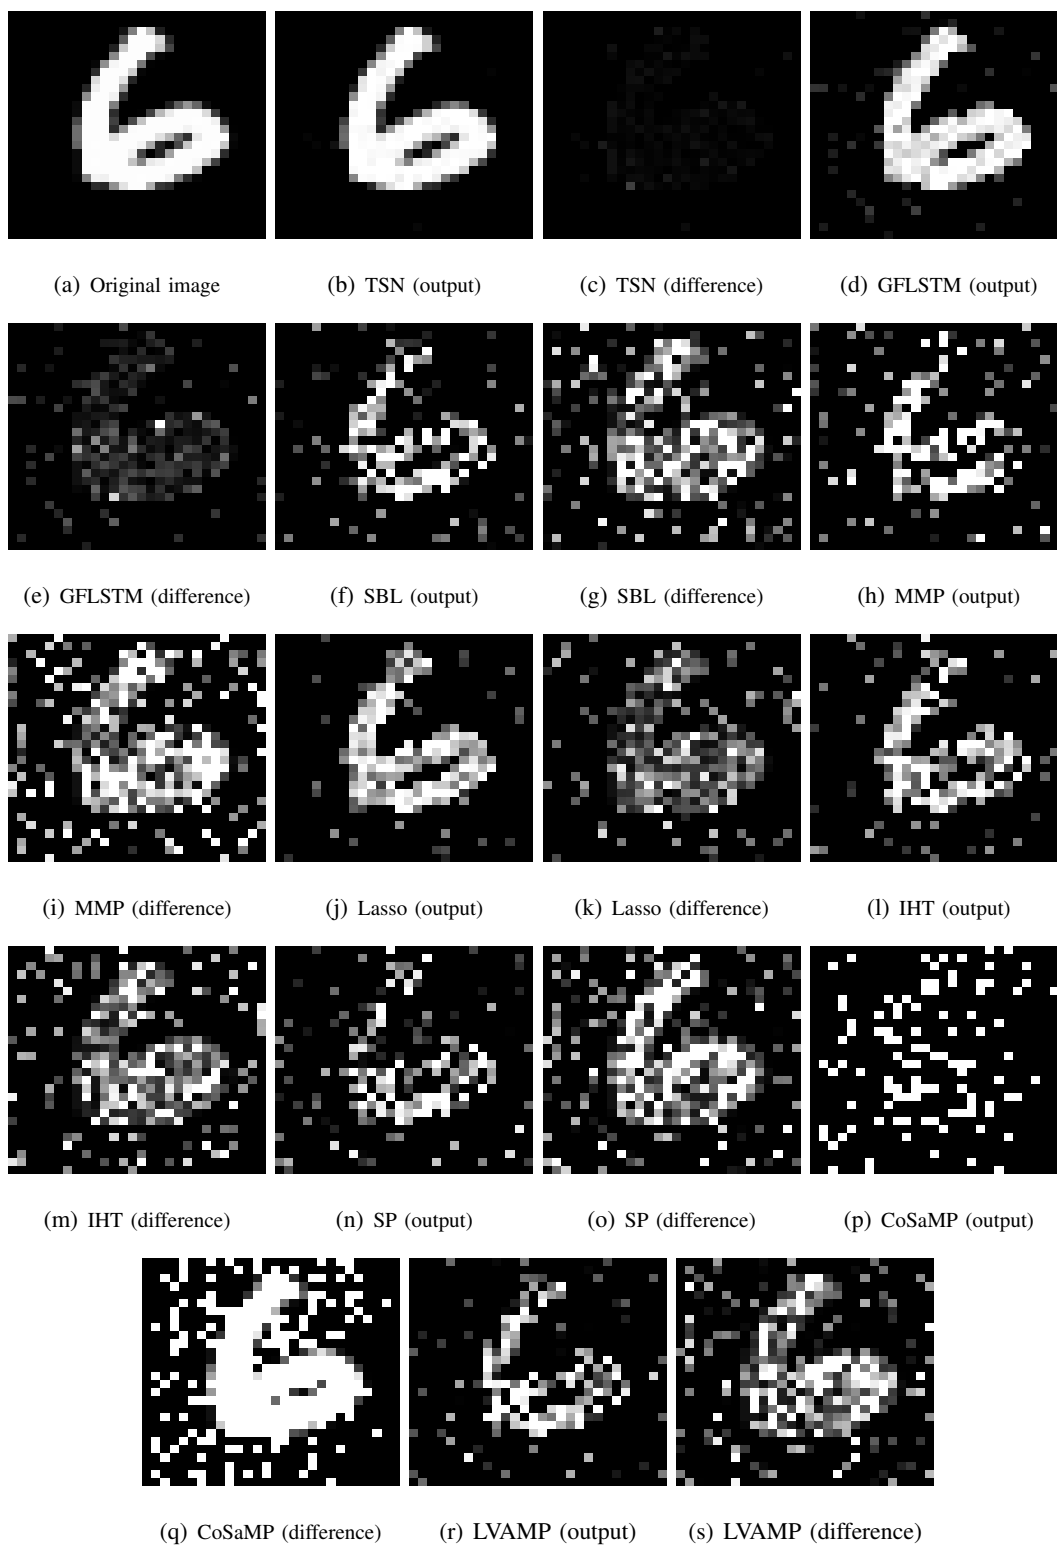 (a) Original image
(b) TSN (output)
(c) TSN (difference)
(d) GFLSTM (output)
(e) GFLSTM (difference)
(f) SBL (output)
(g) SBL (difference)
(h) MMP (output)
(i) MMP (difference)
(j) Lasso (output)
(k) Lasso (difference)
(l) IHT (output)
(m) IHT (difference)
(n) SP (output)
(o) SP (difference)
(p) CoSaMP (output)
(q) CoSaMP (difference)
(r) LVAMP (output)
(s) LVAMP (difference)